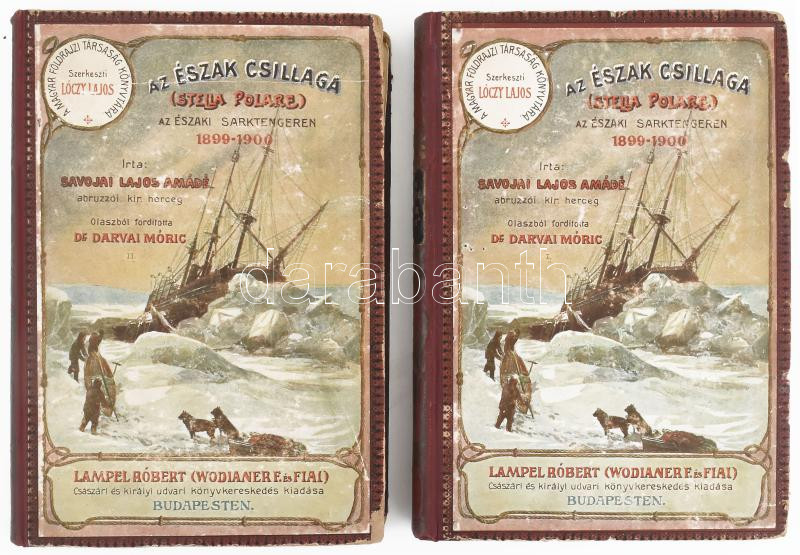 A MAGYAR FÖLDRAJZI TÁRSASÁG KÖNYVTÁRA
Szerkeszti
LÓCZY LAJOS
AZ ÉSZAK CSILLAGA
(STELLA POLARE)
AZ ÉSZAKI SARKTENGEREN
1899-1900
Irta:
SAVOJAI LAJOS AMÁDÉ
abruzzói kir. herceg
Olaszból fordította
Dr DARVAI MÓRIC
II.
LAMPEL RÓBERT (WODIANER F. és FIAI)
Császári és királyi udvari könyvkereskedés kiadása
BUDAPESTEN.
A MAGYAR FÖLDRAJZI TÁRSASÁG KÖNYVTÁRA
Szerkeszti
LÓCZY LAJOS
AZ ÉSZAK CSILLAGA
(STELLA POLARE)
AZ ÉSZAKI SARKTENGEREN
1899-1900
Irta:
SAVOJAI LAJOS AMÁDÉ
abruzzói kir. herceg
Olaszból fordította
Dr DARVAI MÓRIC
I.
LAMPEL RÓBERT (WODIANER F. és FIAI)
Császári és királyi udvari könyvkereskedés kiadása
BUDAPESTEN.
darabanth